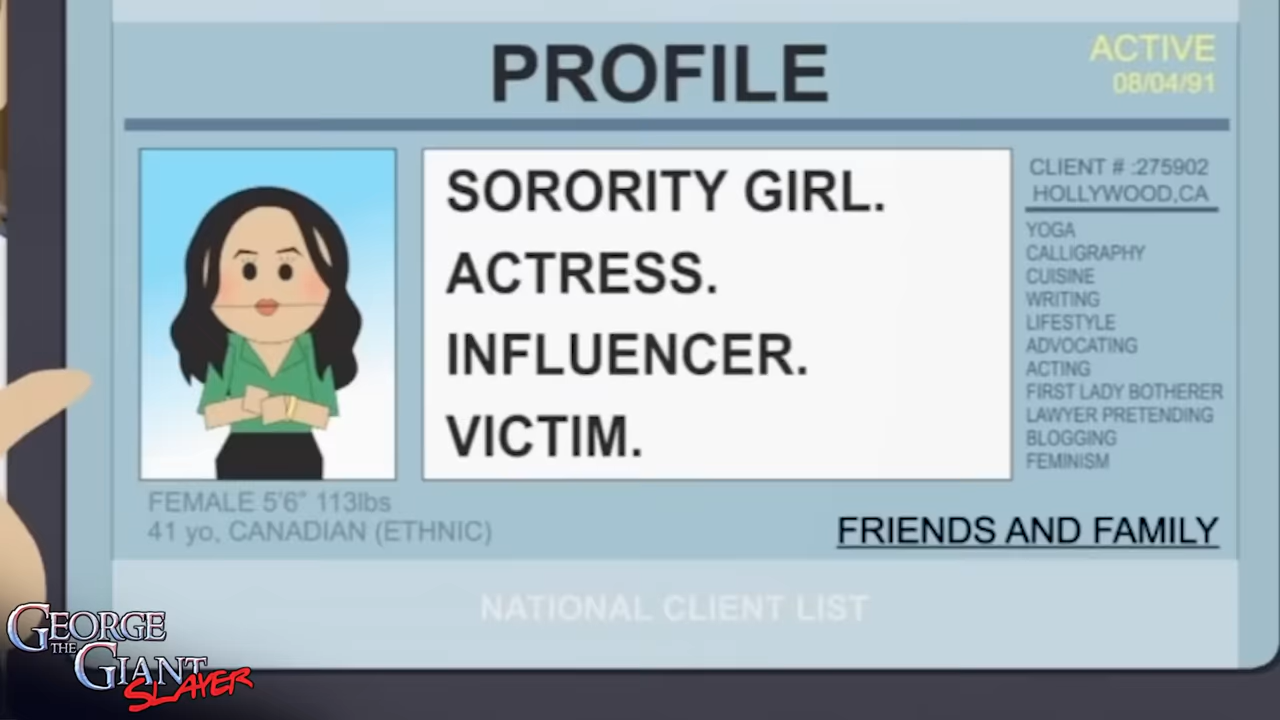 PROFILE
ACTIVE
08/04/91
SORORITY GIRL.
ACTRESS.
INFLUENCER.
VICTIM.
CLIENT # :275902
HOLLYWOOD,CA
YOGA
CALLIGRAPHY
CUISINE
WRITING
LIFESTYLE
ADVOCATING
ACTING
FIRST LADY BOTHERER
LAWYER PRETENDING
BLOGGING
FEMINISM
FEMALE 5'6" 113lbs
41 yo, CANADIAN (ETHNIC)
FRIENDS AND FAMILY
NATIONAL CLIENT LIST
GEORGE
THE
GIANT
SLAYER